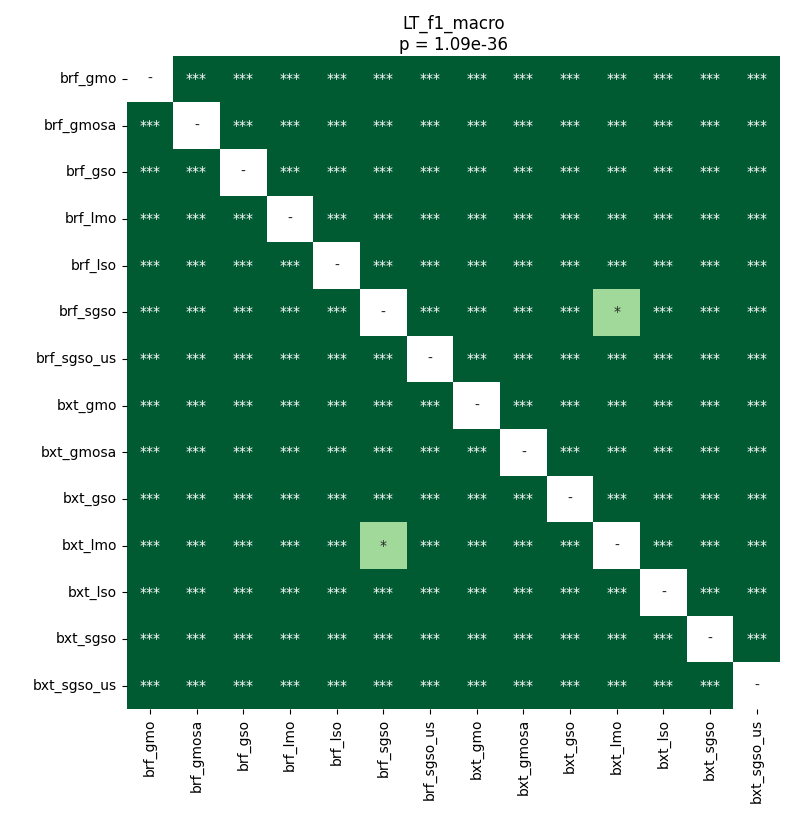 LT_f1_macro
p = 1.09e-36
brf_gmo - *** *** *** *** *** *** *** *** *** *** *** *** ***
brf_gmosa *** - *** *** *** *** *** *** *** *** *** *** *** ***
brf_gso *** *** - *** *** *** *** *** *** *** *** *** *** ***
brf_lmo *** *** *** - *** *** *** *** *** *** *** *** *** ***
brf_lso *** *** *** *** - *** *** *** *** *** *** *** *** ***
brf_sgso *** *** *** *** *** - *** *** *** *** * *** *** ***
brf_sgso_us *** *** *** *** *** *** - *** *** *** *** *** *** ***
bxt_gmo *** *** *** *** *** *** *** - *** *** *** *** *** ***
bxt_gmosa *** *** *** *** *** *** *** *** - *** *** *** *** ***
bxt_gso *** *** *** *** *** *** *** *** *** - *** *** *** ***
bxt_lmo *** *** *** *** *** * *** *** *** *** - *** *** ***
bxt_lso *** *** *** *** *** *** *** *** *** *** *** - *** ***
bxt_sgso *** *** *** *** *** *** *** *** *** *** *** *** - ***
bxt_sgso_us *** *** *** *** *** *** *** *** *** *** *** *** *** -
brf_gmo brf_gmosa brf_gso brf_lmo brf_lso brf_sgso brf_sgso_us bxt_gmo bxt_gmosa bxt_gso bxt_lmo bxt_lso bxt_sgso bxt_sgso_us